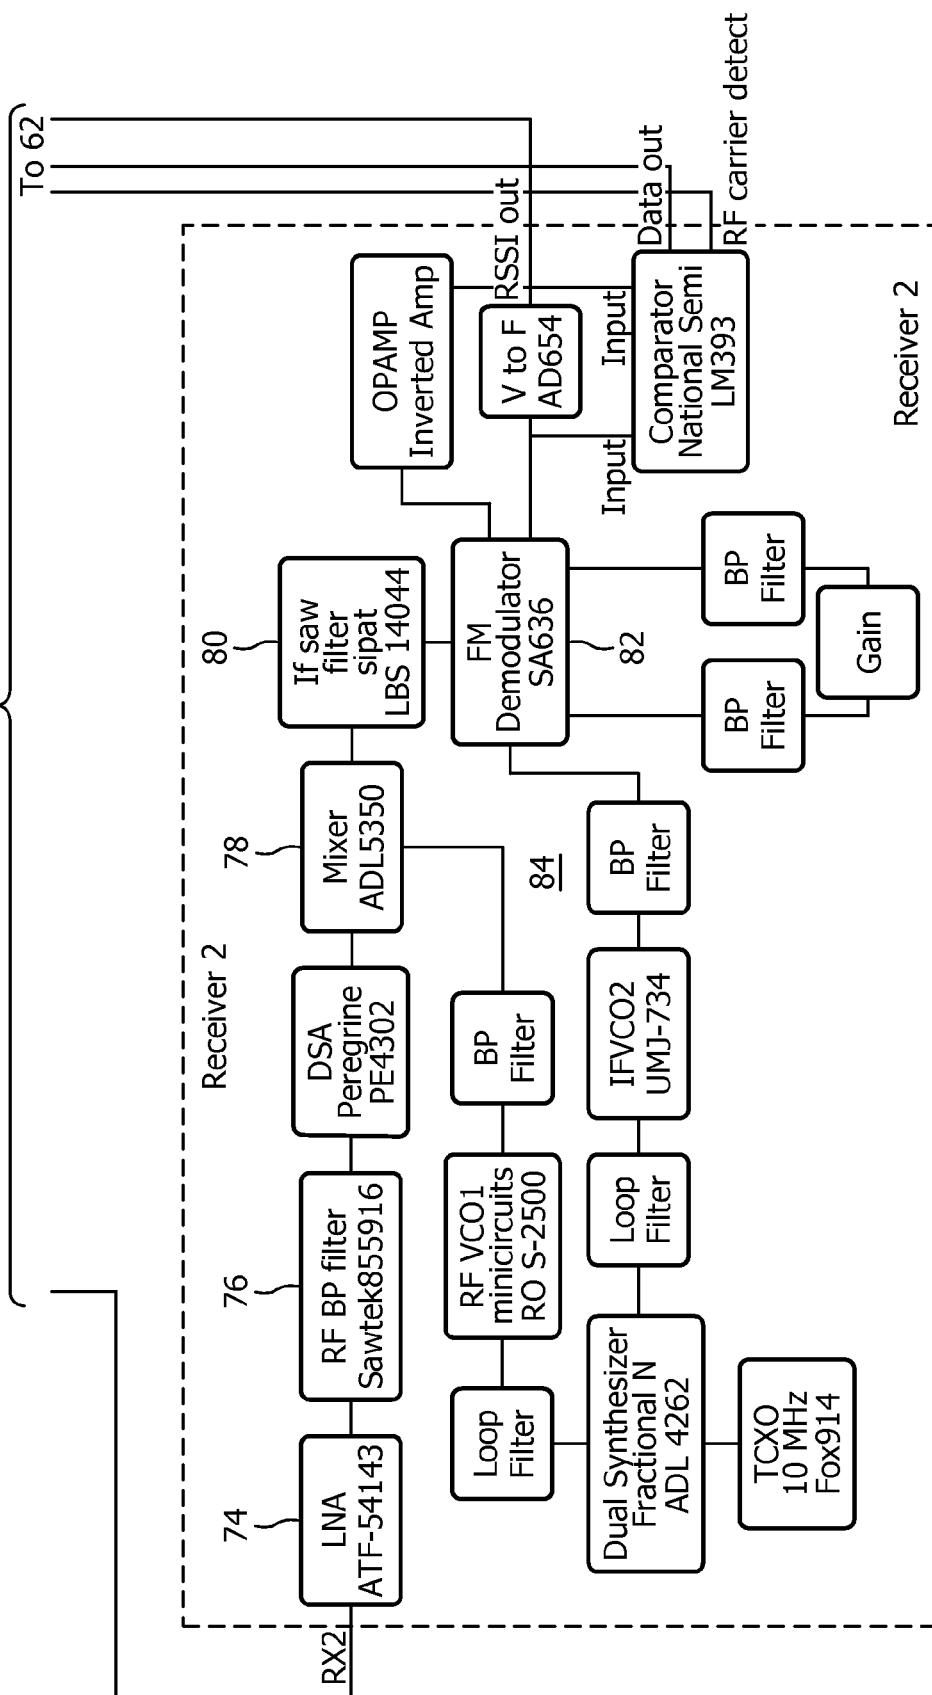 To 62
Receiver 2
RX2
74
LNA
ATF-54143
76
RF BP filter
Sawtek855916
DSA
Peregrine
PE4302
78
Mixer
ADL5350
80
If saw
filter
sipat
LBS 14044
OPAMP
Inverted Amp
RSSI out
V to F
AD654
Input
Input
Data out
RF carrier detect
Comparator
National Semi
LM393
FM
Demodulator
SA636
82
BP
Filter
BP
Filter
Gain
84
Loop
Filter
RF VCO1
minicircuits
RO S-2500
BP
Filter
Dual Synthesizer
Fractional N
ADL 4262
Loop
Filter
IFVCO2
UMJ-734
BP
Filter
TCXO
10 MHz
Fox914
Receiver 2